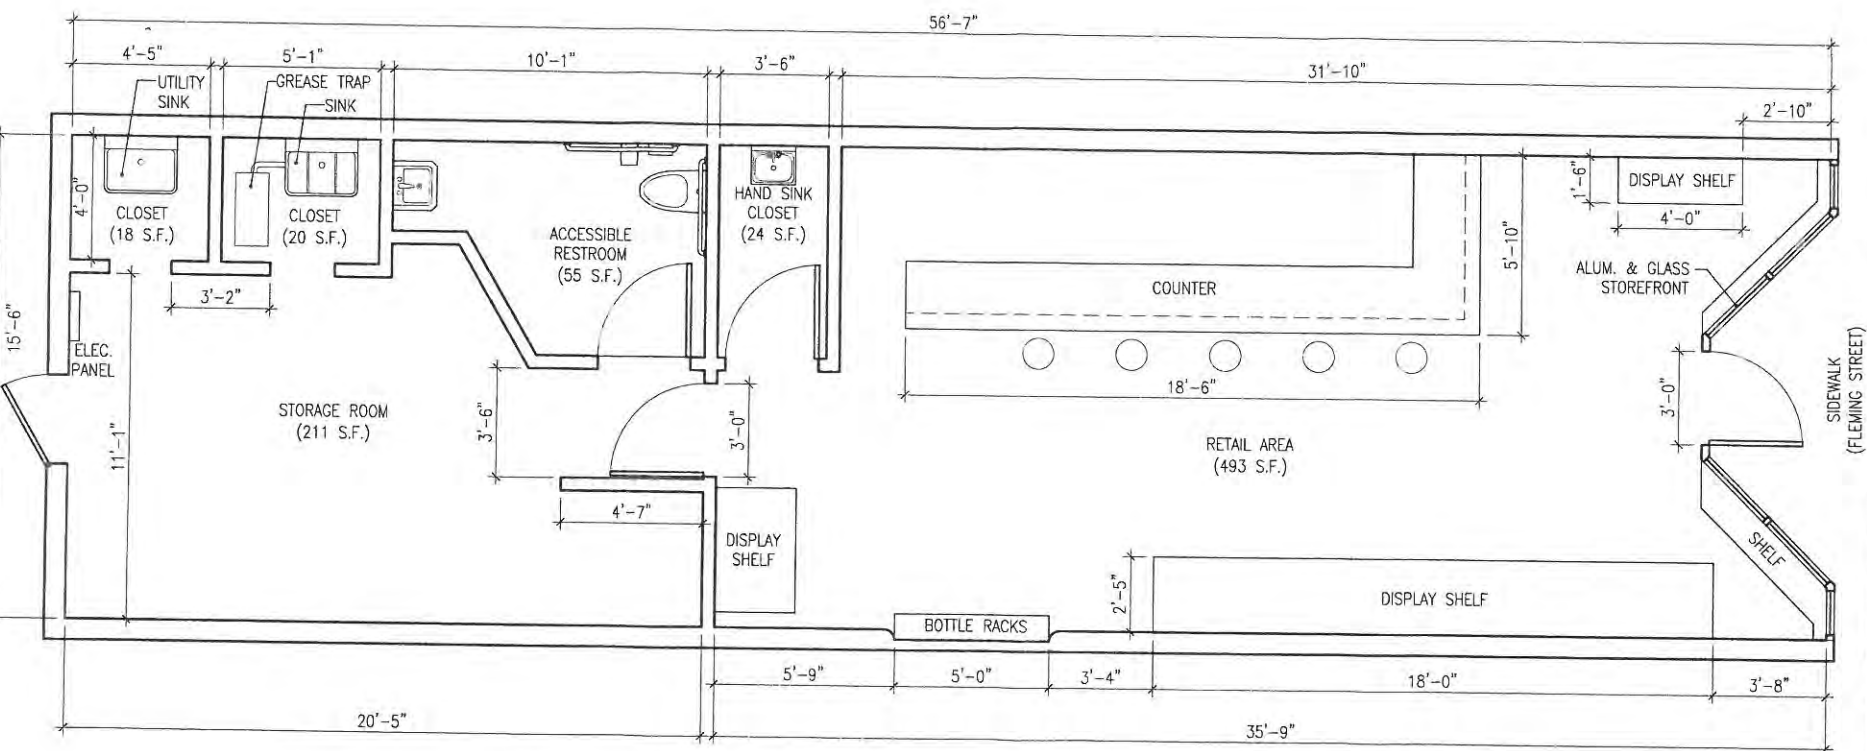 56'-7"
4'-5"
5'-1"
10'-1"
3'-6"
31'-10"
2'-10"
UTILITY
SINK
GREASE TRAP
SINK
4'-0"
CLOSET
(18 S.F.)
CLOSET
(20 S.F.)
ACCESSIBLE
RESTROOM
(55 S.F.)
HAND SINK
CLOSET
(24 S.F.)
1'-6"
DISPLAY SHELF
4'-0"
5'-10"
COUNTER
ALUM. & GLASS
STOREFRONT
3'-2"
15'-6"
ELEC.
PANEL
11'-1"
STORAGE ROOM
(211 S.F.)
3'-6"
3'-0"
18'-6"
3'-0"
SIDEWALK
(FLEMING STREET)
RETAIL AREA
(493 S.F.)
4'-7"
DISPLAY
SHELF
2'-5"
DISPLAY SHELF
SHELF
BOTTLE RACKS
5'-9"
5'-0"
3'-4"
18'-0"
3'-8"
20'-5"
35'-9"